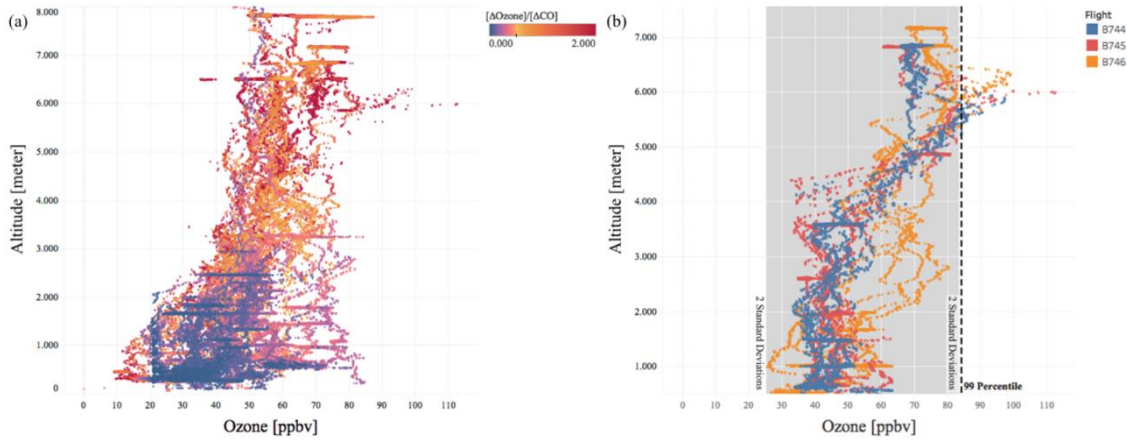 (a)
[ΔOzone]/[ΔCO]
0.000 2.000
8.000
7.000
6.000
5.000
4.000
3.000
2.000
1.000
0
Altitude [meter]
0 10 20 30 40 50 60 70 80 90 100 110
Ozone [ppbv]
(b)
Flight
B744
B745
B746
7.000
6.000
5.000
4.000
3.000
2.000
1.000
Altitude [meter]
2 Standard Deviations
2 Standard Deviations
99 Percentile
0 10 20 30 40 50 60 70 80 90 100 110
Ozone [ppbv]